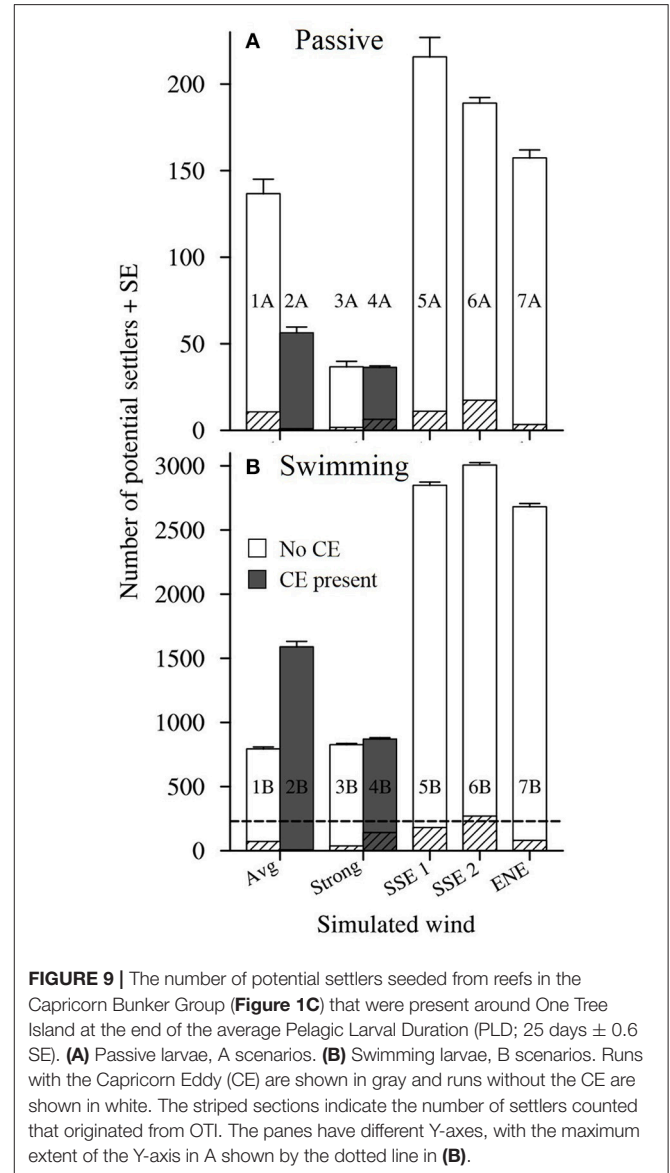 A Passive
Number of potential settlers + SE
200
150
100
50
0
1A 2A 3A 4A 5A 6A 7A
B Swimming
3000
2500
2000
1500
1000
500
0
No CE
CE present
1B 2B 3B 4B 5B 6B 7B
Avg Strong SSE 1 SSE 2 ENE
Simulated wind
FIGURE 9 | The number of potential settlers seeded from reefs in the
Capricorn Bunker Group (Figure 1C) that were present around One Tree
Island at the end of the average Pelagic Larval Duration (PLD; 25 days ± 0.6
SE). (A) Passive larvae, A scenarios. (B) Swimming larvae, B scenarios. Runs
with the Capricorn Eddy (CE) are shown in gray and runs without the CE are
shown in white. The striped sections indicate the number of settlers counted
that originated from OTI. The panes have different Y-axes, with the maximum
extent of the Y-axis in A shown by the dotted line in (B).